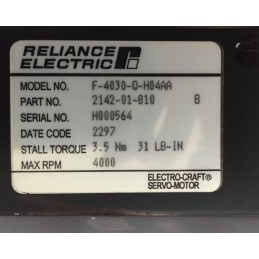 RELIANCE
ELECTRIC
MODEL NO. F-4030-Q-H04AA
PART NO. 2142-01-810 B
SERIAL NO. H000564
DATE CODE 2297
STALL TORQUE 3.5 Nm 31 LB-IN
MAX RPM 4000
ELECTRO-CRAFT®
SERVO-MOTOR